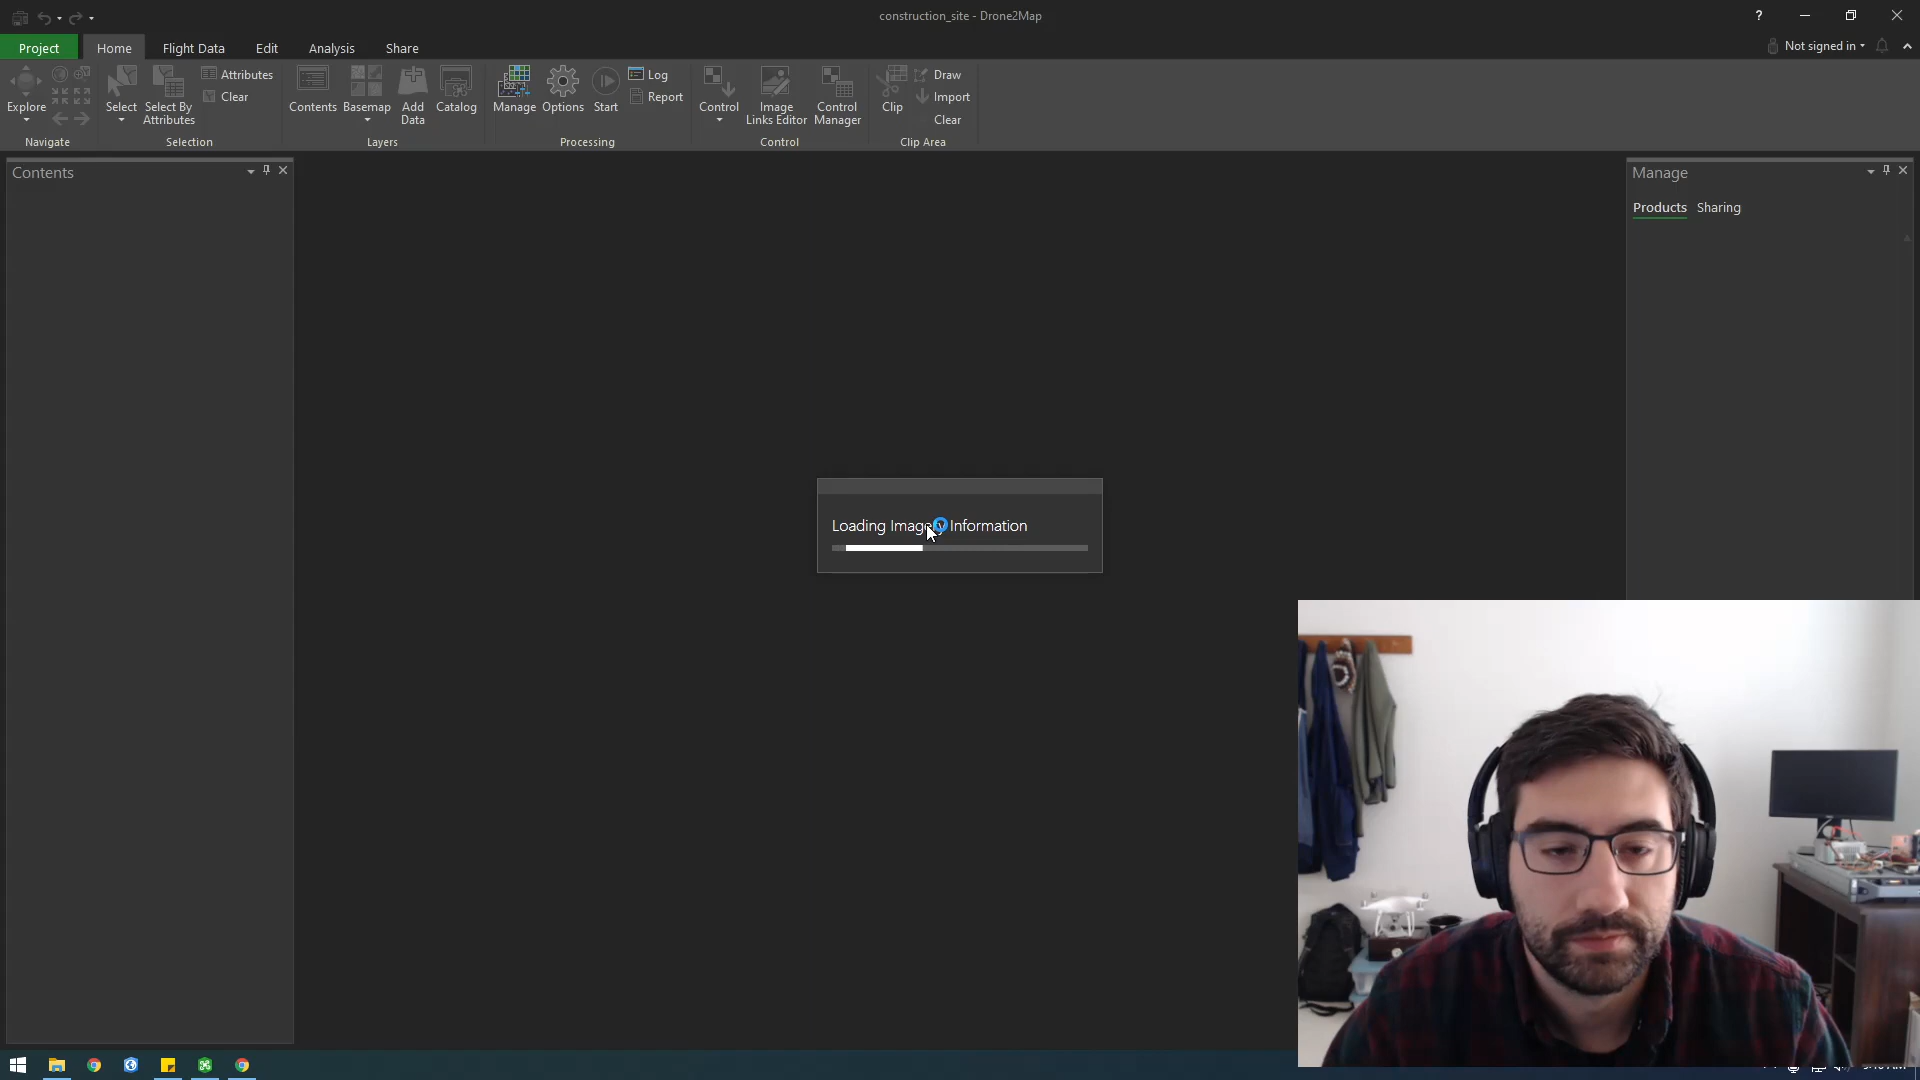 construction_site - Drone2Map
?
Project Home Flight Data Edit Analysis Share
Not signed in
Explore
Navigate
Select
Select By
Attributes
Attributes
Clear
Selection
Contents
Basemap
Add
Data
Catalog
Layers
Manage
Options
Start
Log
Report
Processing
Control
Image
Links Editor
Control
Manager
Control
Clip
Draw
Import
Clear
Clip Area
Contents
Manage
Products Sharing
Loading Imagery Information